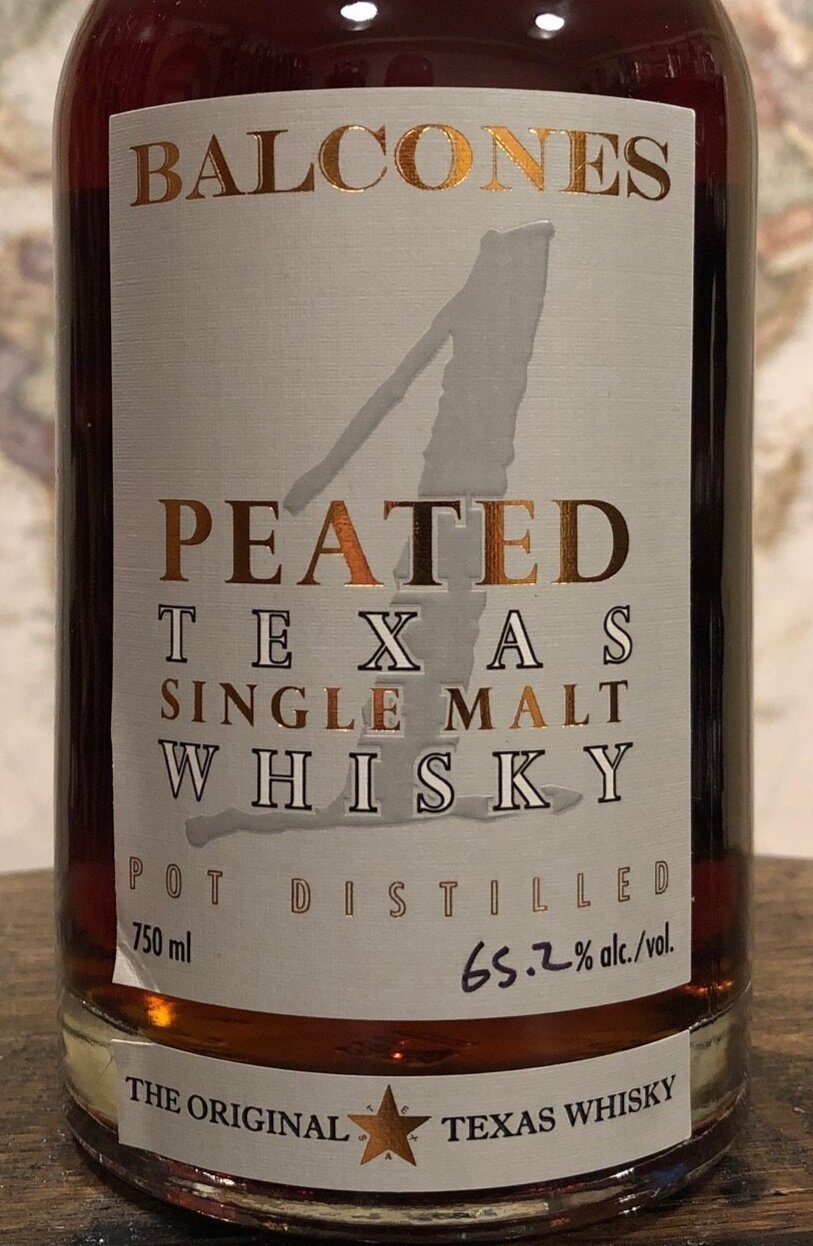 BALCONES
1
PEATED
TEXAS
SINGLE MALT
WHISKY
POT DISTILLED
750 ml 65.2% alc./vol.
THE ORIGINAL TEXAS TEXAS WHISKY